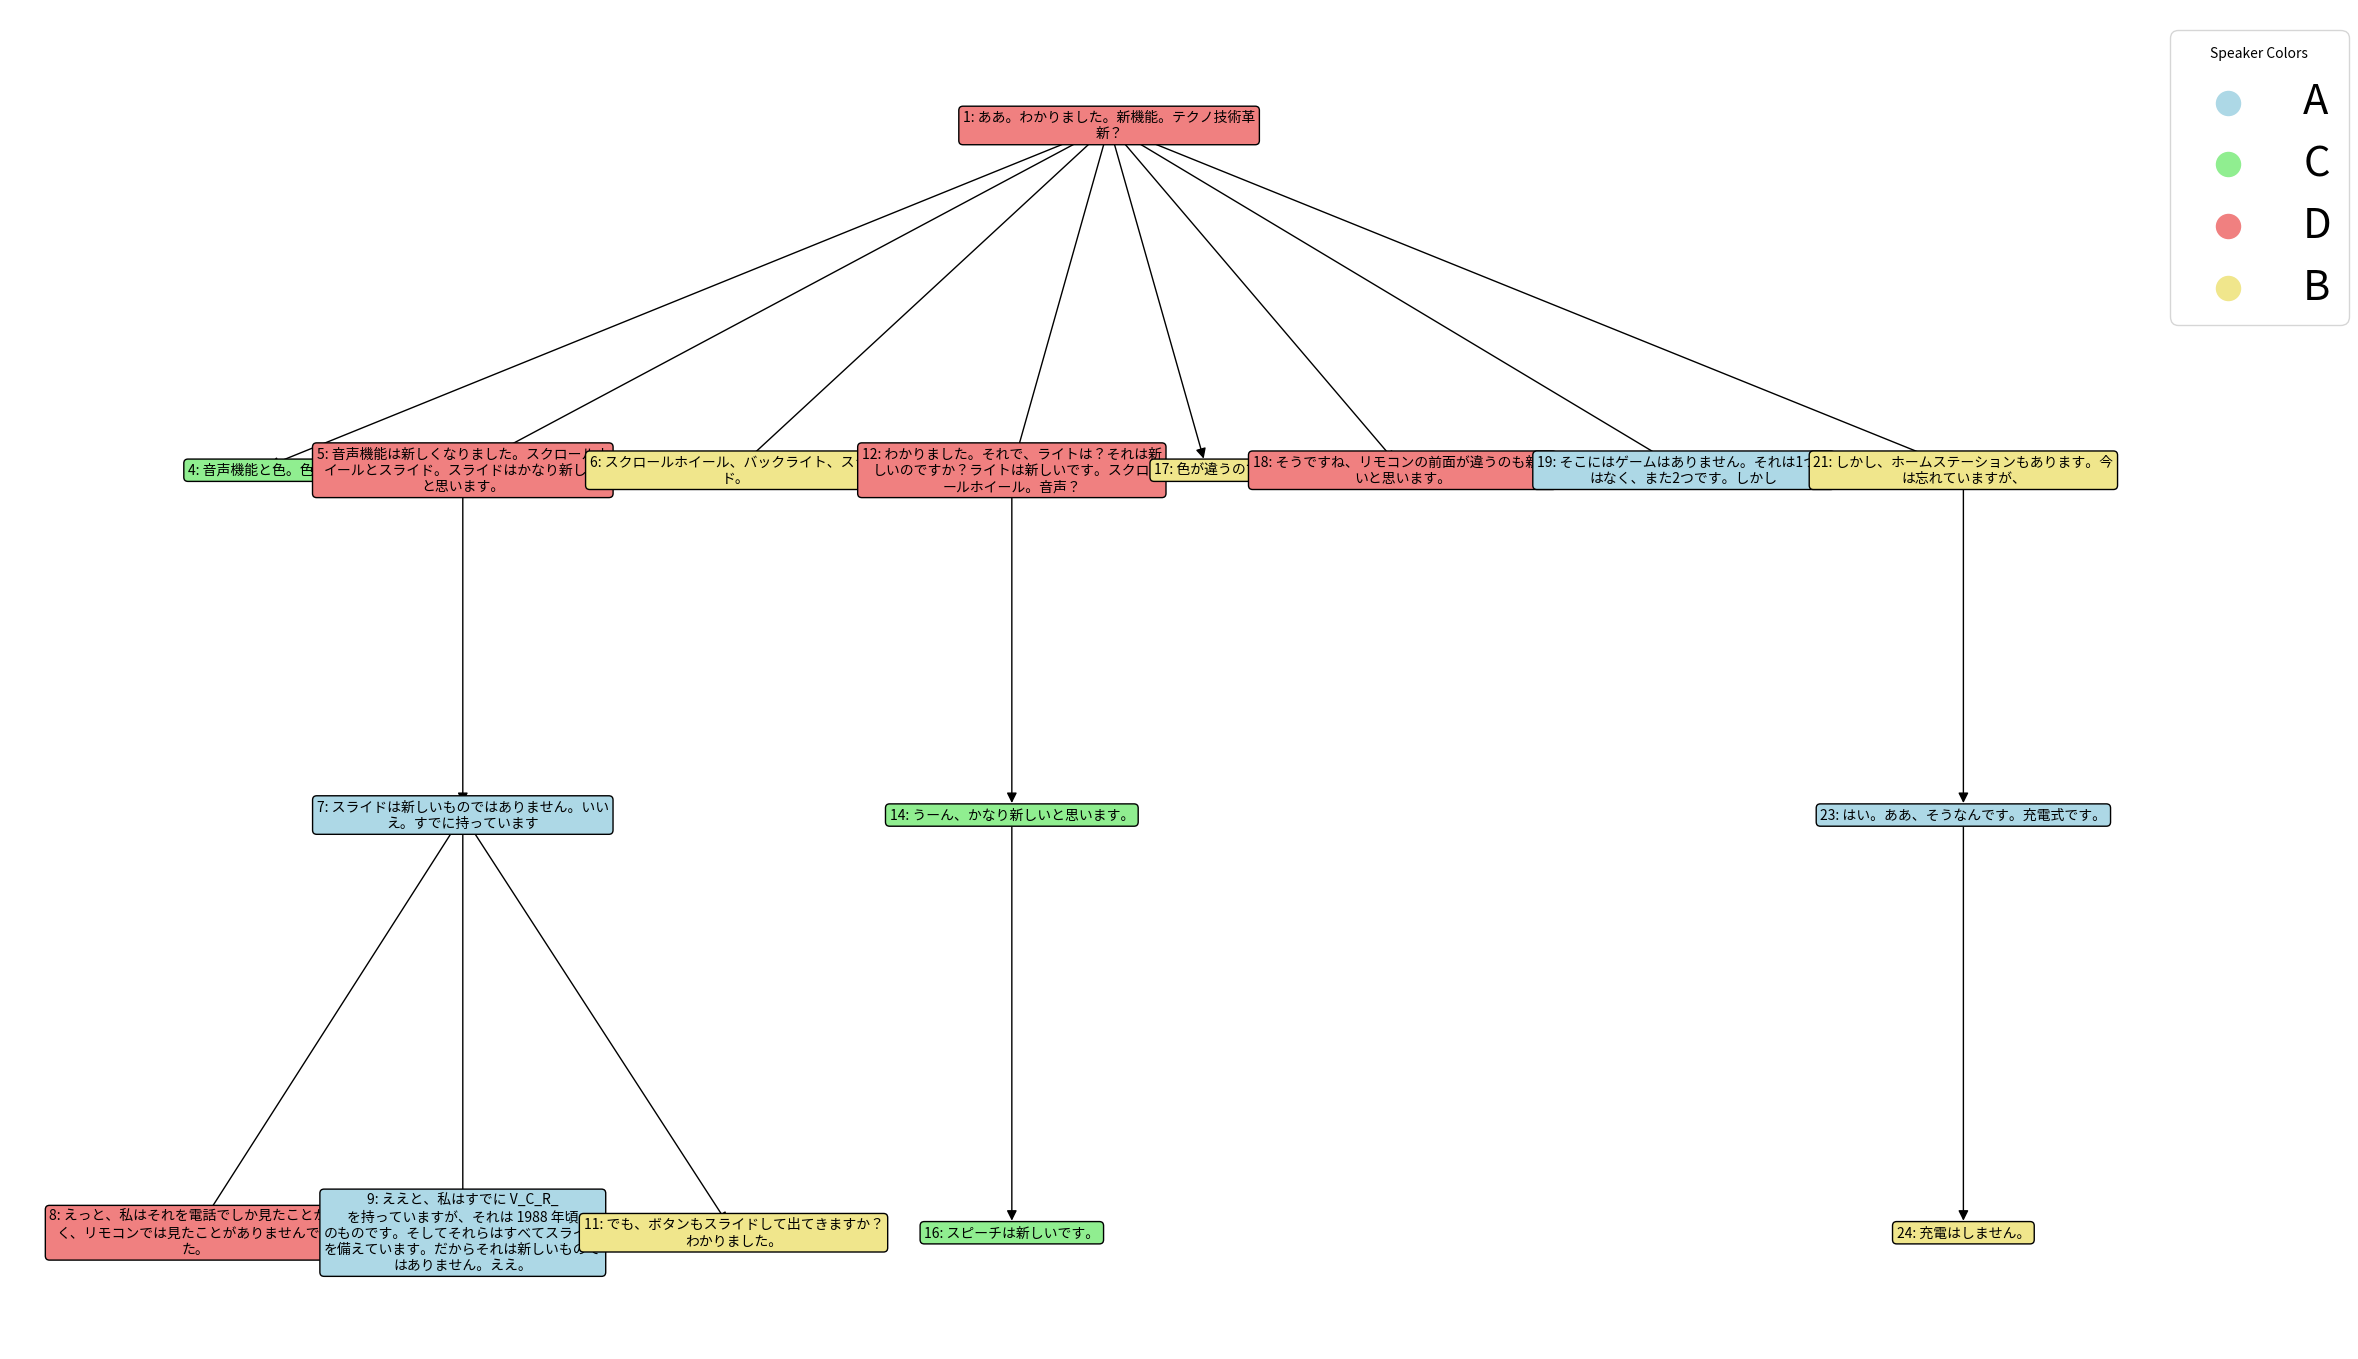 Speaker Colors
A
C
D
B
1: ああ。わかりました。新機能。テクノ技術革
新？
4: 音声機能と色。色
5: 音声機能は新しくなりました。スクロール
イールとスライド。スライドはかなり新し
と思います。
6: スクロールホイール、バックライト、ス
ド。
12: わかりました。それで、ライトは？それは新
しいのですか？ライトは新しいです。スクロ
ールホイール。音声？
17: 色が違うの
18: そうですね、リモコンの前面が違うのも新
いと思います。
19: そこにはゲームはありません。それは1つ
はなく、また2つです。しかし
21: しかし、ホームステーションもあります。今
は忘れていますが、
7: スライドは新しいものではありません。いい
え。すでに持っています
14: うーん、かなり新しいと思います。
23: はい。ああ、そうなんです。充電式です。
8: えっと、私はそれを電話でしか見たことが
く、リモコンでは見たことがありませんで
た。
9: ええと、私はすでに V_C_R_
を持っていますが、それは 1988 年頃
のものです。そしてそれらはすべてスライ
を備えています。だからそれは新しいもので
はありません。ええ。
11: でも、ボタンもスライドして出てきますか？
わかりました。
16: スピーチは新しいです。
24: 充電はしません。